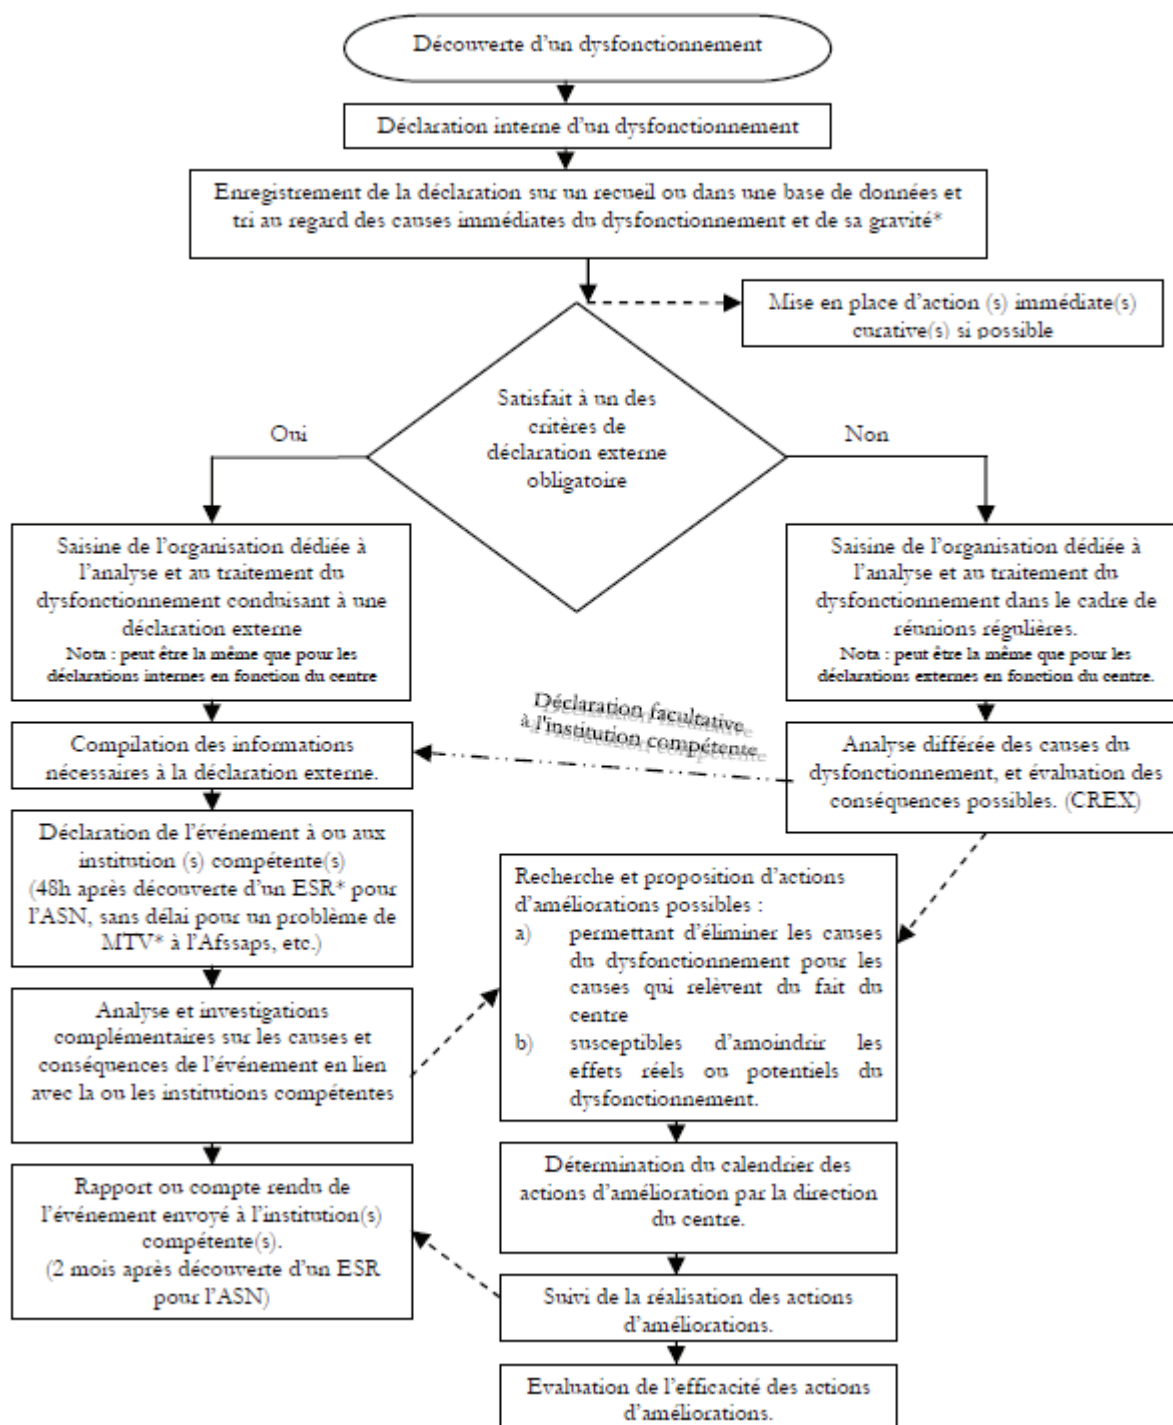 Découverte d'un dysfonctionnement
Déclaration interne d'un dysfonctionnement
Enregistrement de la déclaration sur un recueil ou dans une base de données et
tri au regard des causes immédiates du dysfonctionnement et de sa gravité*
Mise en place d'action (s) immédiate(s)
curative(s) si possible
Satisfait à un des
critères de
déclaration externe
obligatoire
Oui
Non
Saisine de l'organisation dédiée à
l'analyse et au traitement du
dysfonctionnement conduisant à une
déclaration externe
Nota : peut être la même que pour les
déclarations internes en fonction du centre
Saisine de l'organisation dédiée à
l'analyse et au traitement du
dysfonctionnement dans le cadre de
réunions régulières.
Nota : peut être la même que pour les
déclarations externes en fonction du centre.
Déclaration facultative
à l'institution compétente
Compilation des informations
nécessaires à la déclaration externe.
Analyse différée des causes du
dysfonctionnement, et évaluation des
conséquences possibles. (CREX)
Déclaration de l'événement à ou aux
institution (s) compétente(s)
(48h après découverte d'un ESR* pour
l'ASN, sans délai pour un problème de
MTV* à l'Afssaps, etc.)
Recherche et proposition d'actions
d'améliorations possibles :
a) permettant d'éliminer les causes
du dysfonctionnement pour les
causes qui relèvent du fait du
centre
b) susceptibles d'amoindrir les
effets réels ou potentiels du
dysfonctionnement.
Analyse et investigations
complémentaires sur les causes et
conséquences de l'événement en lien
avec la ou les institutions compétentes
Détermination du calendrier des
actions d'amélioration par la direction
du centre.
Rapport ou compte rendu de
l'événement envoyé à l'institution(s)
compétente(s).
(2 mois après découverte d'un ESR
pour l'ASN)
Suivi de la réalisation des actions
d'améliorations.
Evaluation de l'efficacité des actions
d'améliorations.